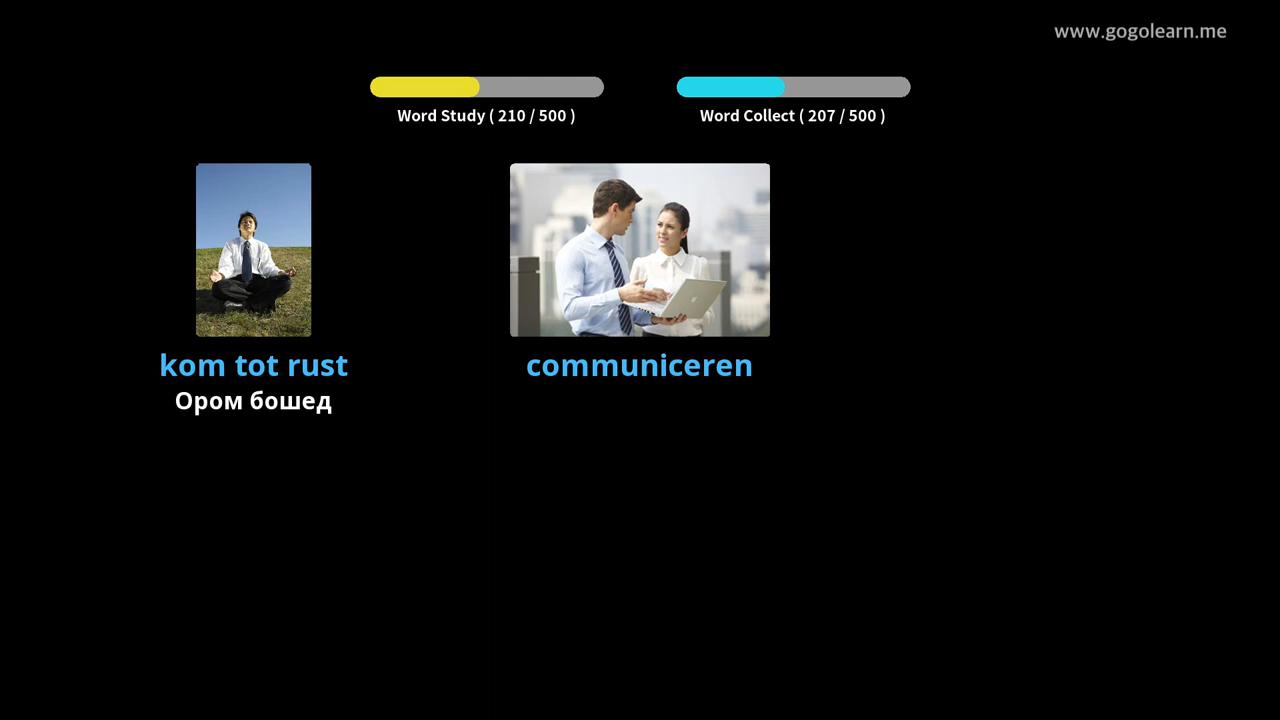 www.gogolearn.me
Word Study ( 210 / 500 )
Word Collect ( 207 / 500 )
kom tot rust
Ором бошед
communiceren